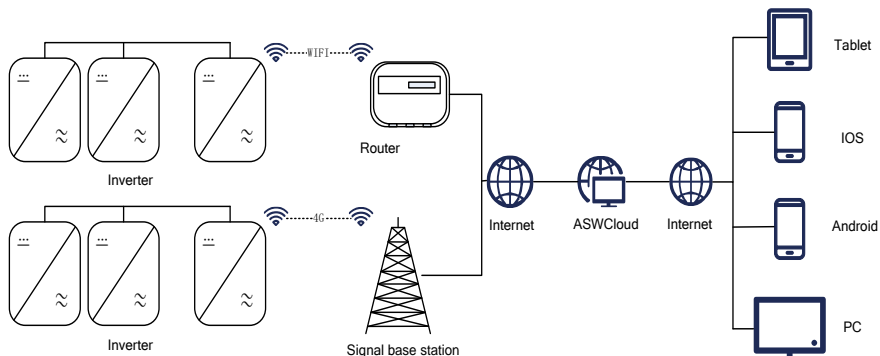 WIFI
Tablet
Router
IOS
Inverter
Internet
ASWCloud
Internet
4G
Android
PC
Inverter
Signal base station